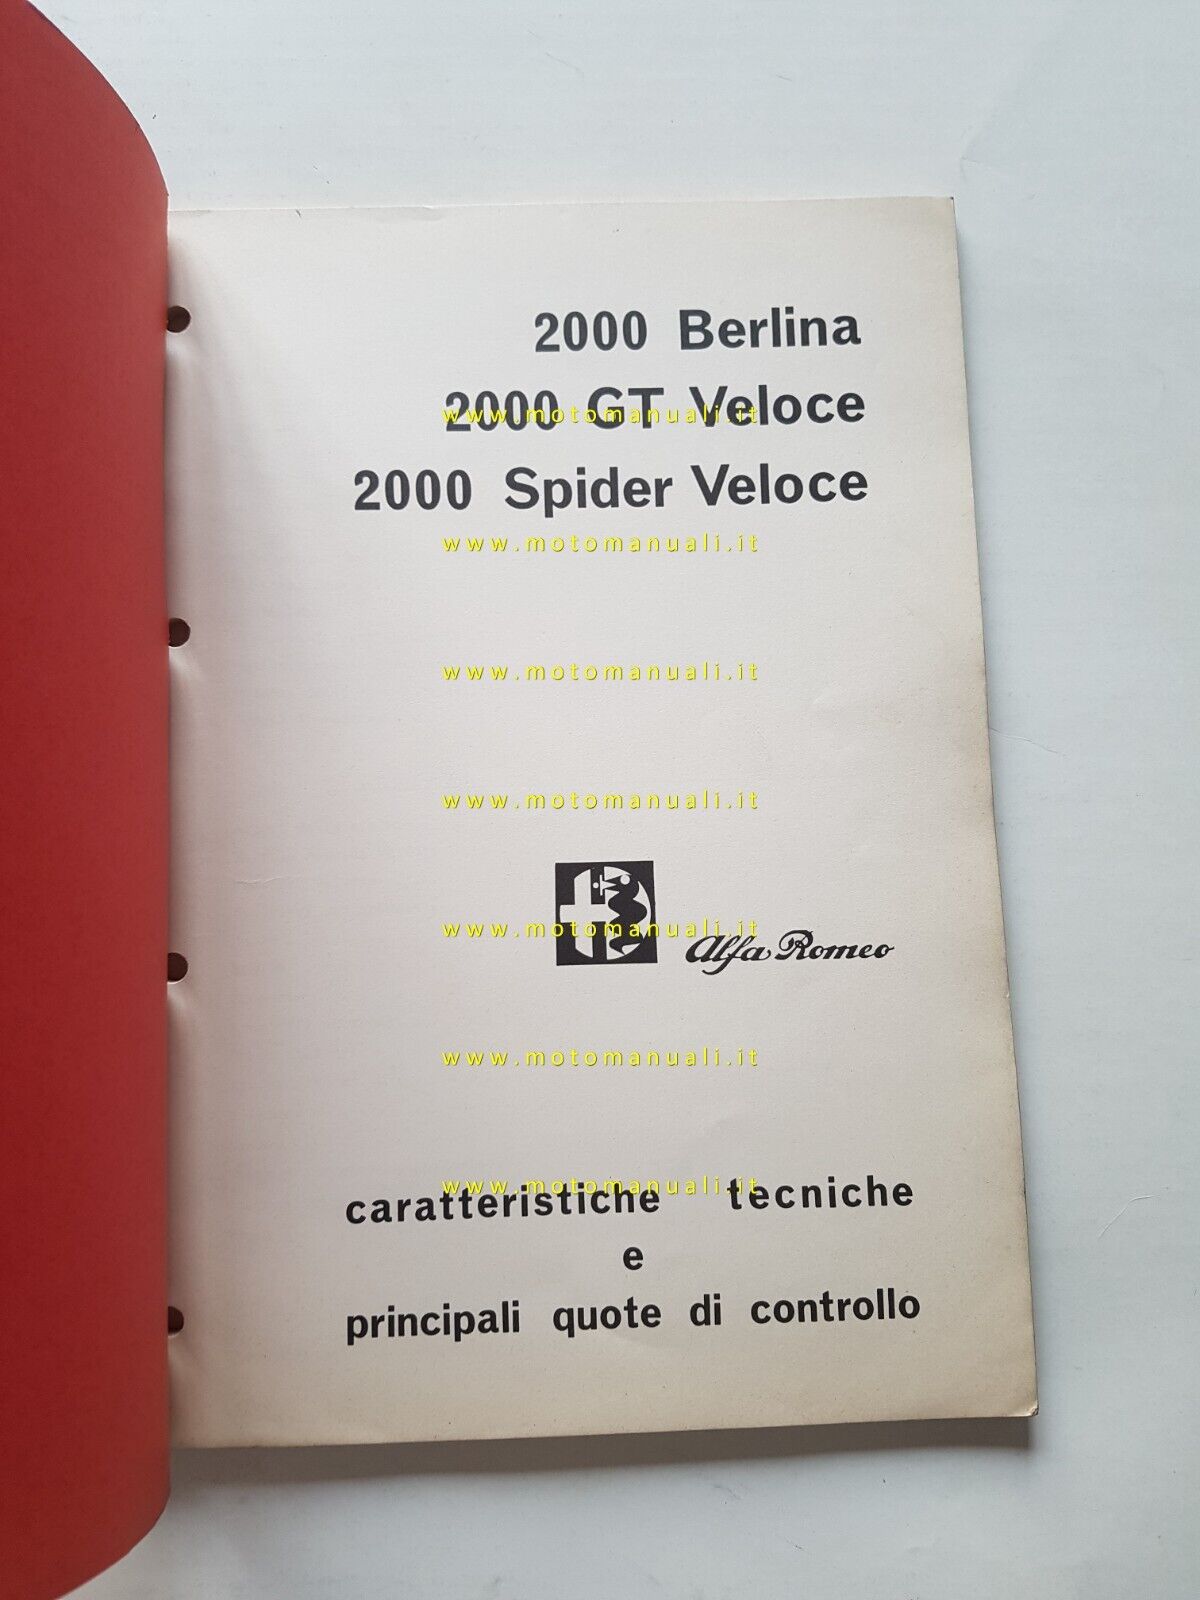 2000 Berlina
2000 GT Veloce
www.motomanuali.it
2000 Spider Veloce
www.motomanuali.it
www.motomanuali.it
www.motomanuali.it
www.motomanuali.it
Alfa Romeo
www.motomanuali.it
www.motomanuali.it
caratteristiche tecniche
e
principali quote di controllo